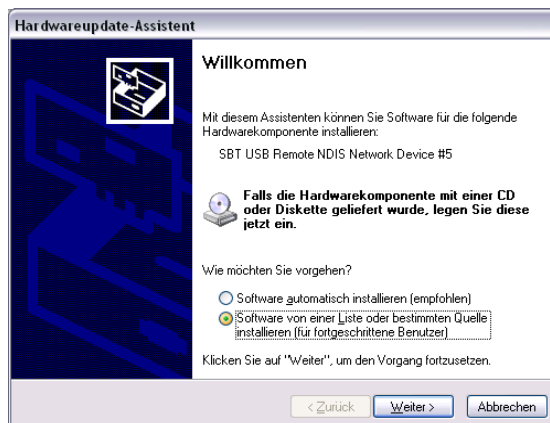 Hardwareupdate-Assistent
Willkommen
Mit diesem Assistenten können Sie Software für die folgende
Hardwarekomponente installieren:
SBT USB Remote NDIS Network Device #5
Falls die Hardwarekomponente mit einer CD
oder Diskette geliefert wurde, legen Sie diese
jetzt ein.
Wie möchten Sie vorgehen?
Software automatisch installieren (empfohlen)
Software von einer Liste oder bestimmten Quelle
installieren (für fortgeschrittene Benutzer)
Klicken Sie auf "Weiter", um den Vorgang fortzusetzen.
< Zurück Weiter > Abbrechen